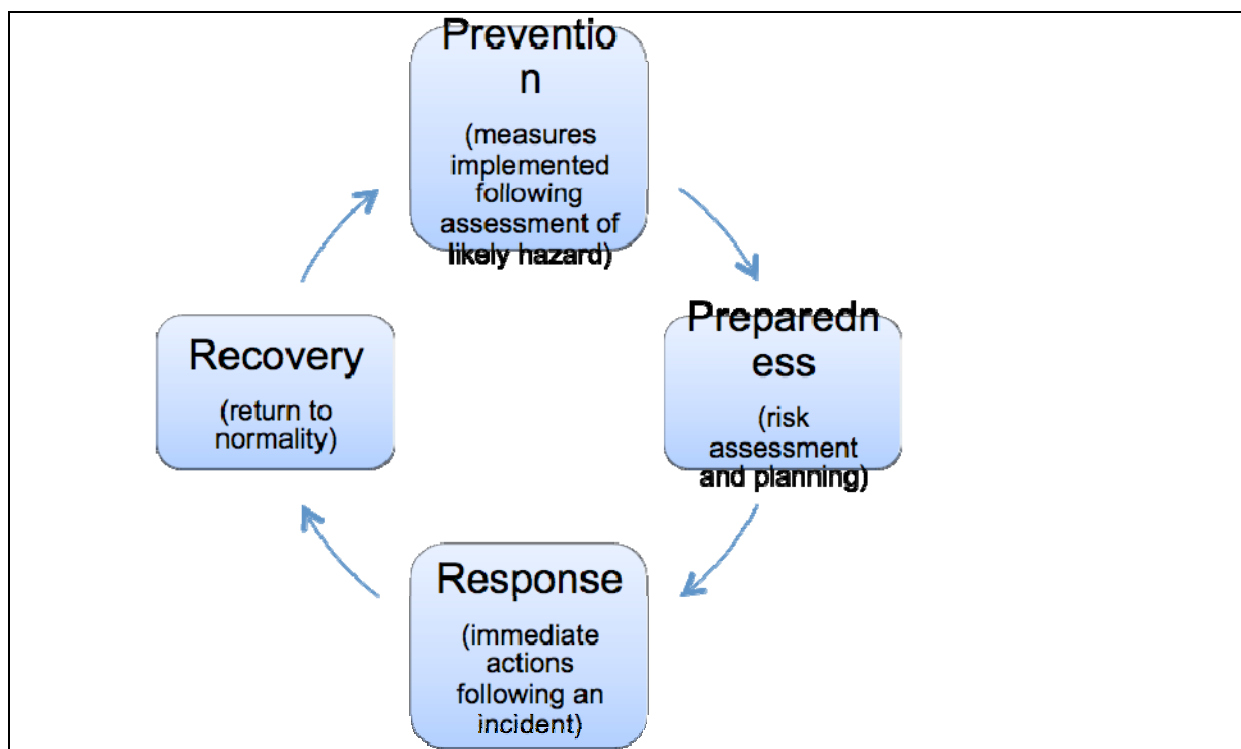 Preventio
n
(measures
implemented
following
assessment of
likely hazard)
Preparedn
ess
(risk
assessment
and planning)
Response
(immediate
actions
following an
incident)
Recovery
(return to
normality)